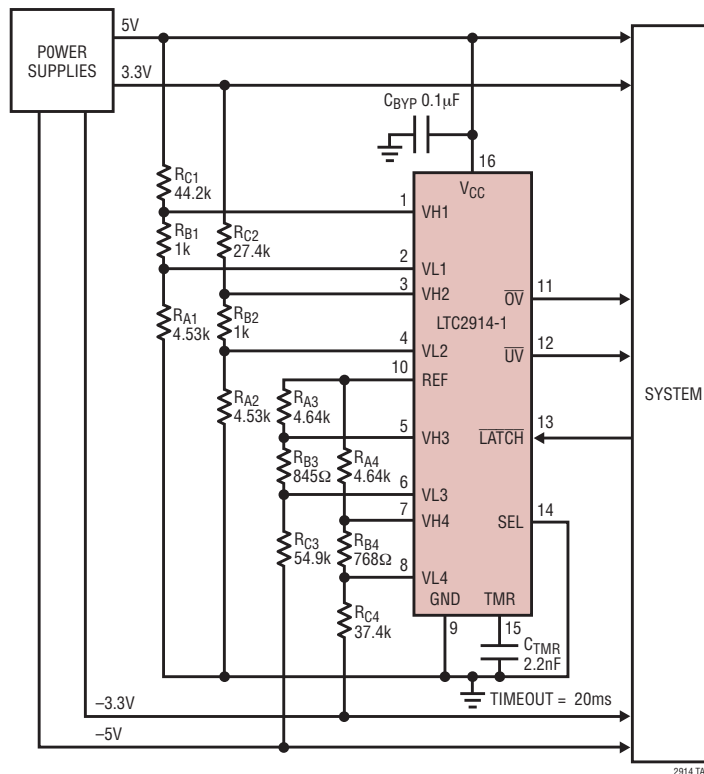 5V
POWER
SUPPLIES
3.3V
CBYP 0.1μF
16
VCC
RC1
44.2k
1
VH1
RB1
1k
RC2
27.4k
2
VL1
3
VH2
OV
11
RA1
4.53k
RB2
1k
LTC2914-1
4
VL2
UV
12
10
REF
SYSTEM
RA2
4.53k
RA3
4.64k
5
VH3
LATCH
13
RB3
845Ω
RA4
4.64k
6
VL3
14
7
VH4
SEL
RC3
54.9k
RB4
768Ω
8
VL4
GND
TMR
RC4
37.4k
9
15
CTMR
2.2nF
TIMEOUT = 20ms
–3.3V
–5V